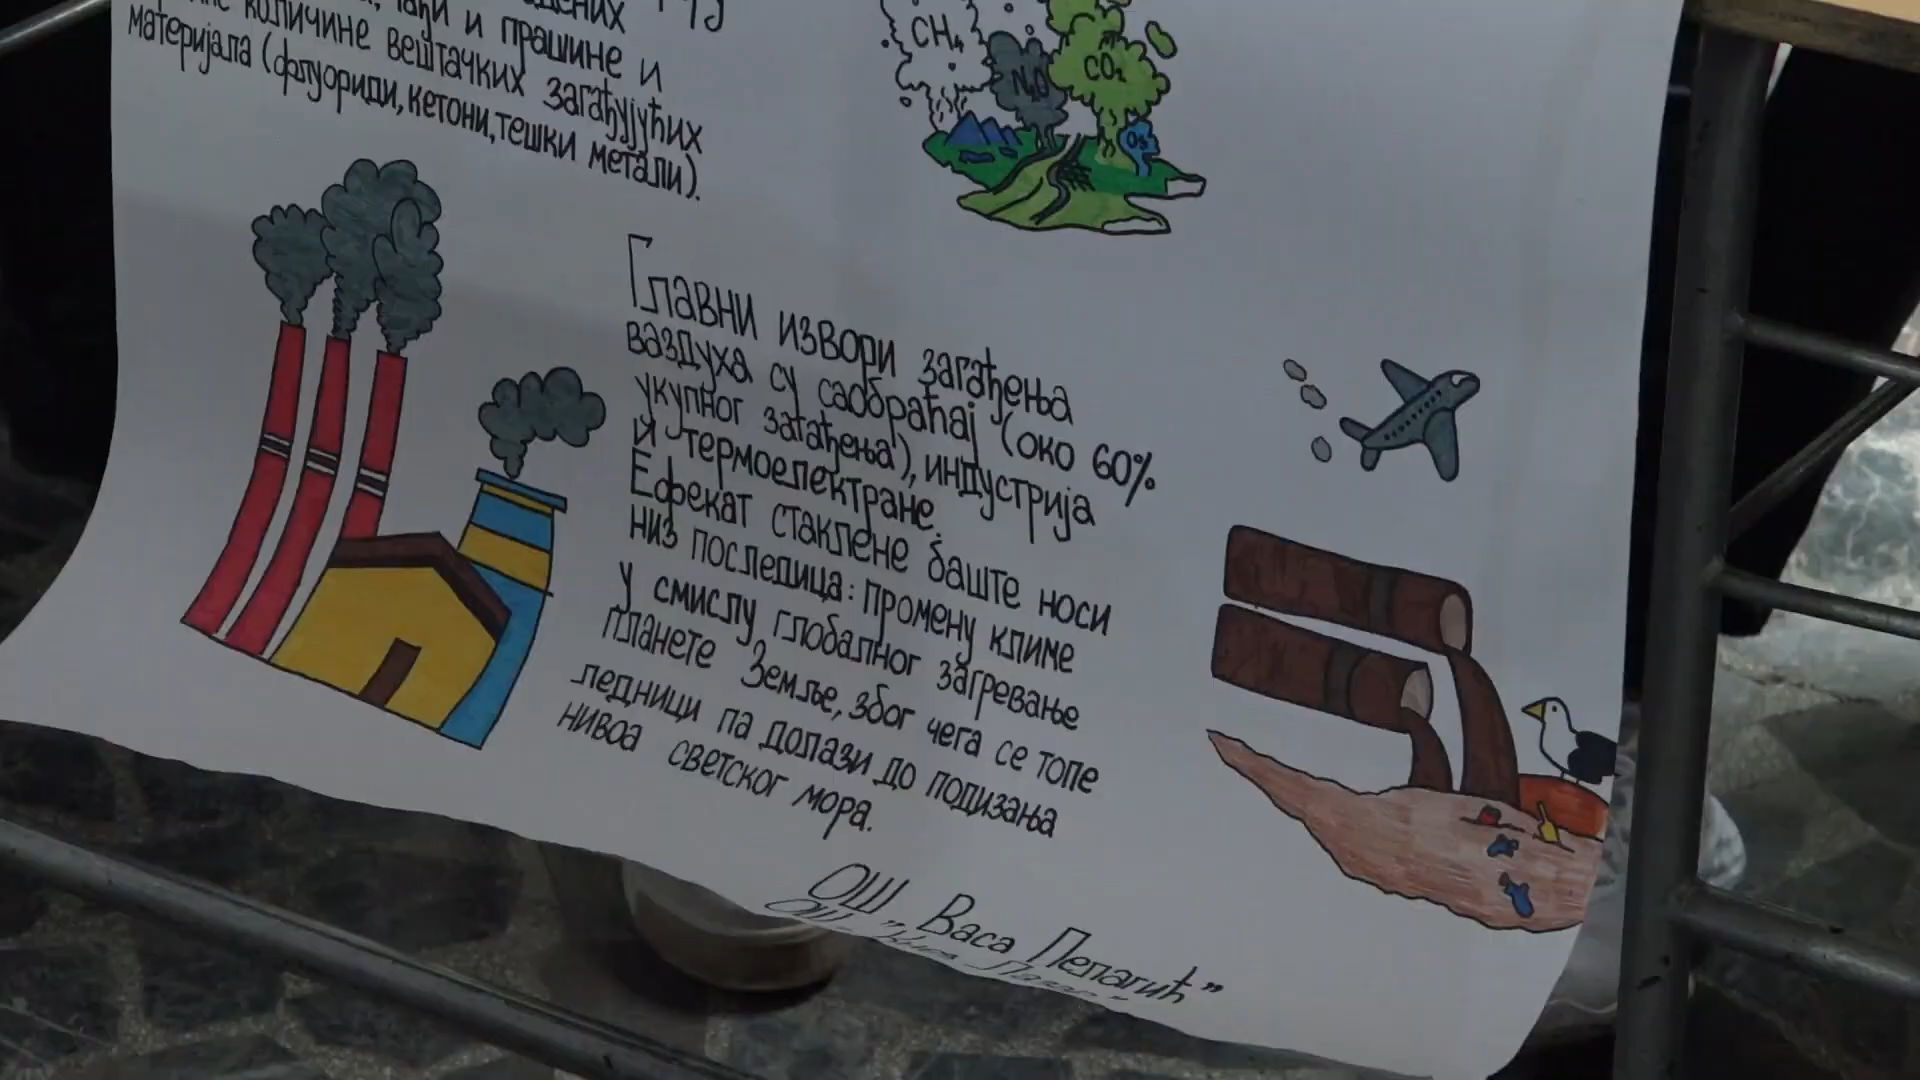 количине вештачких загађујућих
чађи и прашине и
материјала (флуориди, кетони, тешки метали).
CH₄
N₂O
CO₂
O₃
Главни извори загађења
ваздуха су саобраћај (око 60%
укупног загађења), индустрија
и термоелектране.
Ефекат стаклене баште носи
низ последица: промену климе
у смислу глобалног загревање
планете Земље, због чега се топе
ледници па долази до подизања
нивоа светског мора.
ОШ „Васа Пелагић”